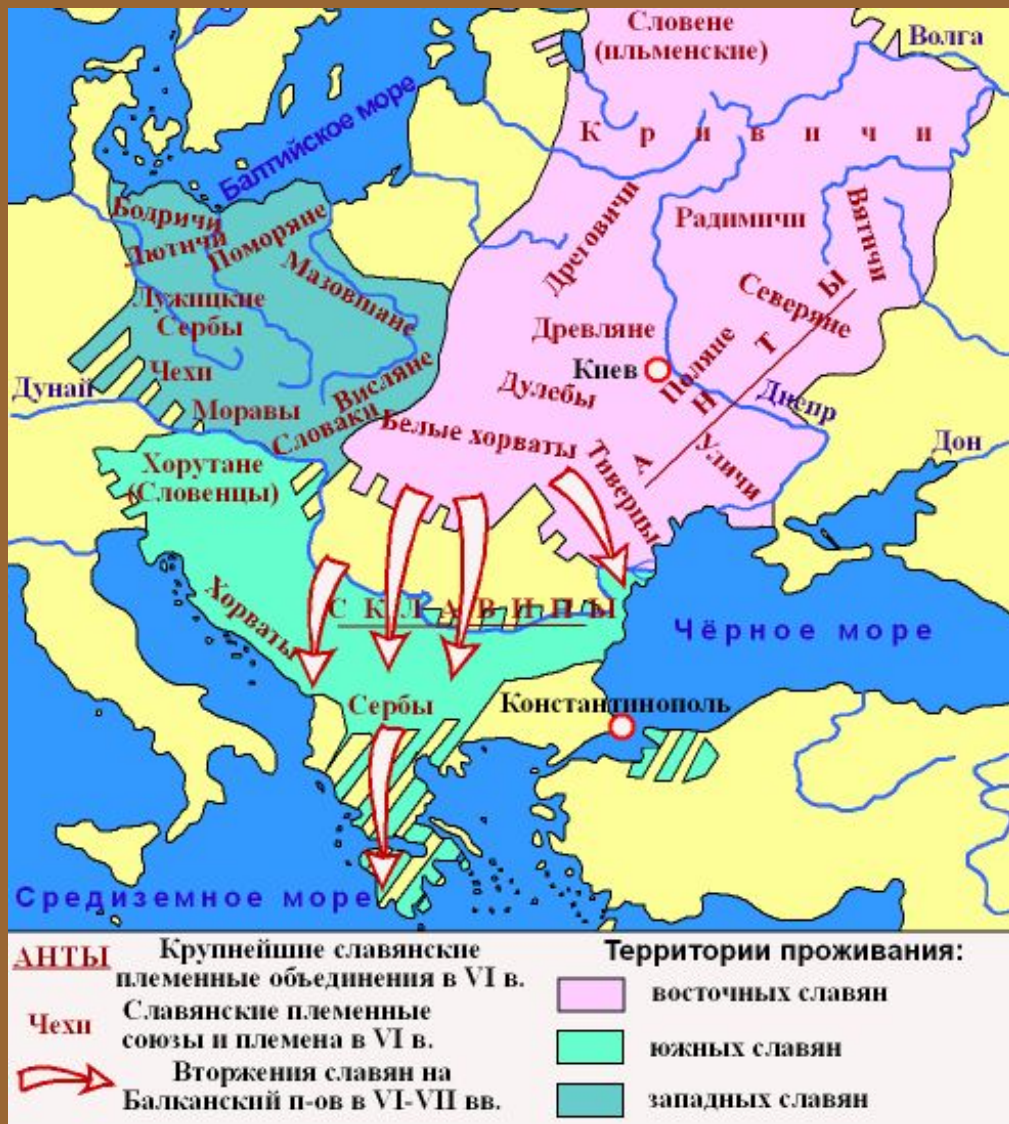 Словене
(ильменские)
Волга
Кривичи
Балтийское море
Бодричи
Лютичи
Поморяне
Мазовшане
Лужицкие
Сербы
Чехи
Дунай
Моравы
Висляне
Словаки
Дреговичи
Радимичи
Вятичи
Северяне
Древляне
Киев
Поляне
АНТЫ
Дулебы
Днепр
Белые хорваты
Тиверцы
Уличи
Дон
Хорутане
(Словенцы)
Хорваты
СКЛАВИНЫ
Сербы
Чёрное море
Константинополь
Средиземное море
АНТЫ
Крупнейшие славянские
племенные объединения в VI в.
Чехи
Славянские племенные
союзы и племена в VI в.
Вторжения славян на
Балканский п-ов в VI-VII вв.
Территории проживания:
восточных славян
южных славян
западных славян